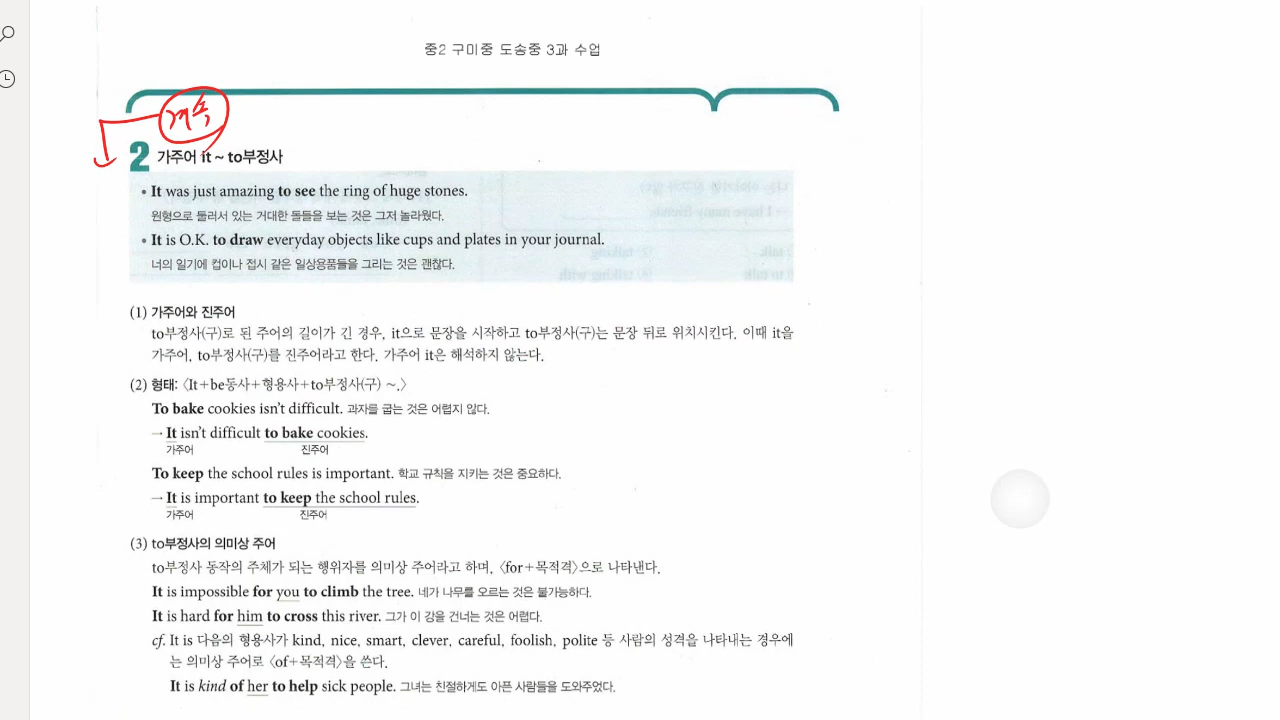 중2 구미중 도송중 3과 수업
계속
2 가주어 it ~ to부정사
• It was just amazing to see the ring of huge stones.
원형으로 둘러서 있는 거대한 돌들을 보는 것은 그저 놀라웠다.
• It is O.K. to draw everyday objects like cups and plates in your journal.
너의 일기에 컵이나 접시 같은 일상용품들을 그리는 것은 괜찮다.
(1) 가주어와 진주어
to부정사(구)로 된 주어의 길이가 긴 경우, it으로 문장을 시작하고 to부정사(구)는 문장 뒤로 위치시킨다. 이때 it을
가주어, to부정사(구)를 진주어라고 한다. 가주어 it은 해석하지 않는다.
(2) 형태: 〈It+be동사+형용사+to부정사(구) ~.〉
To bake cookies isn't difficult. 과자를 굽는 것은 어렵지 않다.
→ It isn't difficult to bake cookies.
가주어 진주어
To keep the school rules is important. 학교 규칙을 지키는 것은 중요하다.
→ It is important to keep the school rules.
가주어 진주어
(3) to부정사의 의미상 주어
to부정사 동작의 주체가 되는 행위자를 의미상 주어라고 하며, 〈for+목적격〉으로 나타낸다.
It is impossible for you to climb the tree. 네가 나무를 오르는 것은 불가능하다.
It is hard for him to cross this river. 그가 이 강을 건너는 것은 어렵다.
cf. It is 다음의 형용사가 kind, nice, smart, clever, careful, foolish, polite 등 사람의 성격을 나타내는 경우에
는 의미상 주어로 〈of+목적격〉을 쓴다.
It is kind of her to help sick people. 그녀는 친절하게도 아픈 사람들을 도와주었다.